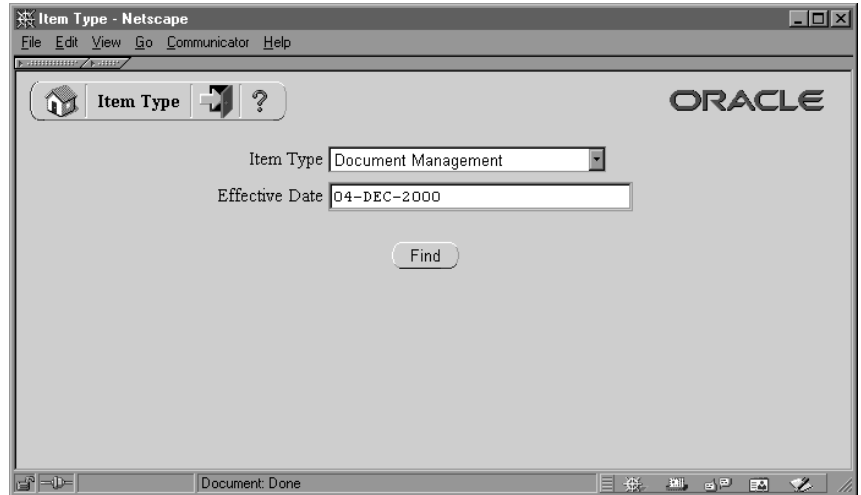 Item Type - Netscape
File Edit View Go Communicator Help
Item Type ? ORACLE
Item Type Document Management
Effective Date 04-DEC-2000
Find
Document: Done